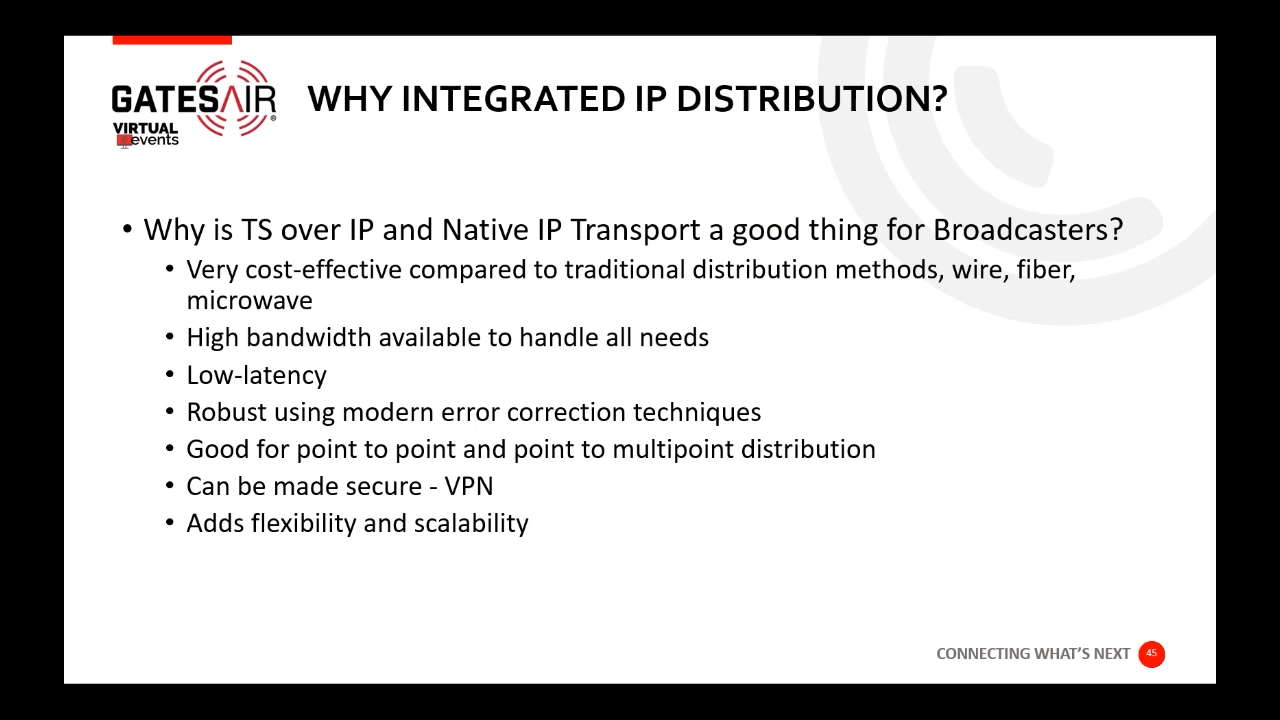 GATESAIR®
VIRTUAL
events
WHY INTEGRATED IP DISTRIBUTION?
• Why is TS over IP and Native IP Transport a good thing for Broadcasters?
• Very cost-effective compared to traditional distribution methods, wire, fiber,
microwave
• High bandwidth available to handle all needs
• Low-latency
• Robust using modern error correction techniques
• Good for point to point and point to multipoint distribution
• Can be made secure - VPN
• Adds flexibility and scalability
CONNECTING WHAT'S NEXT 45